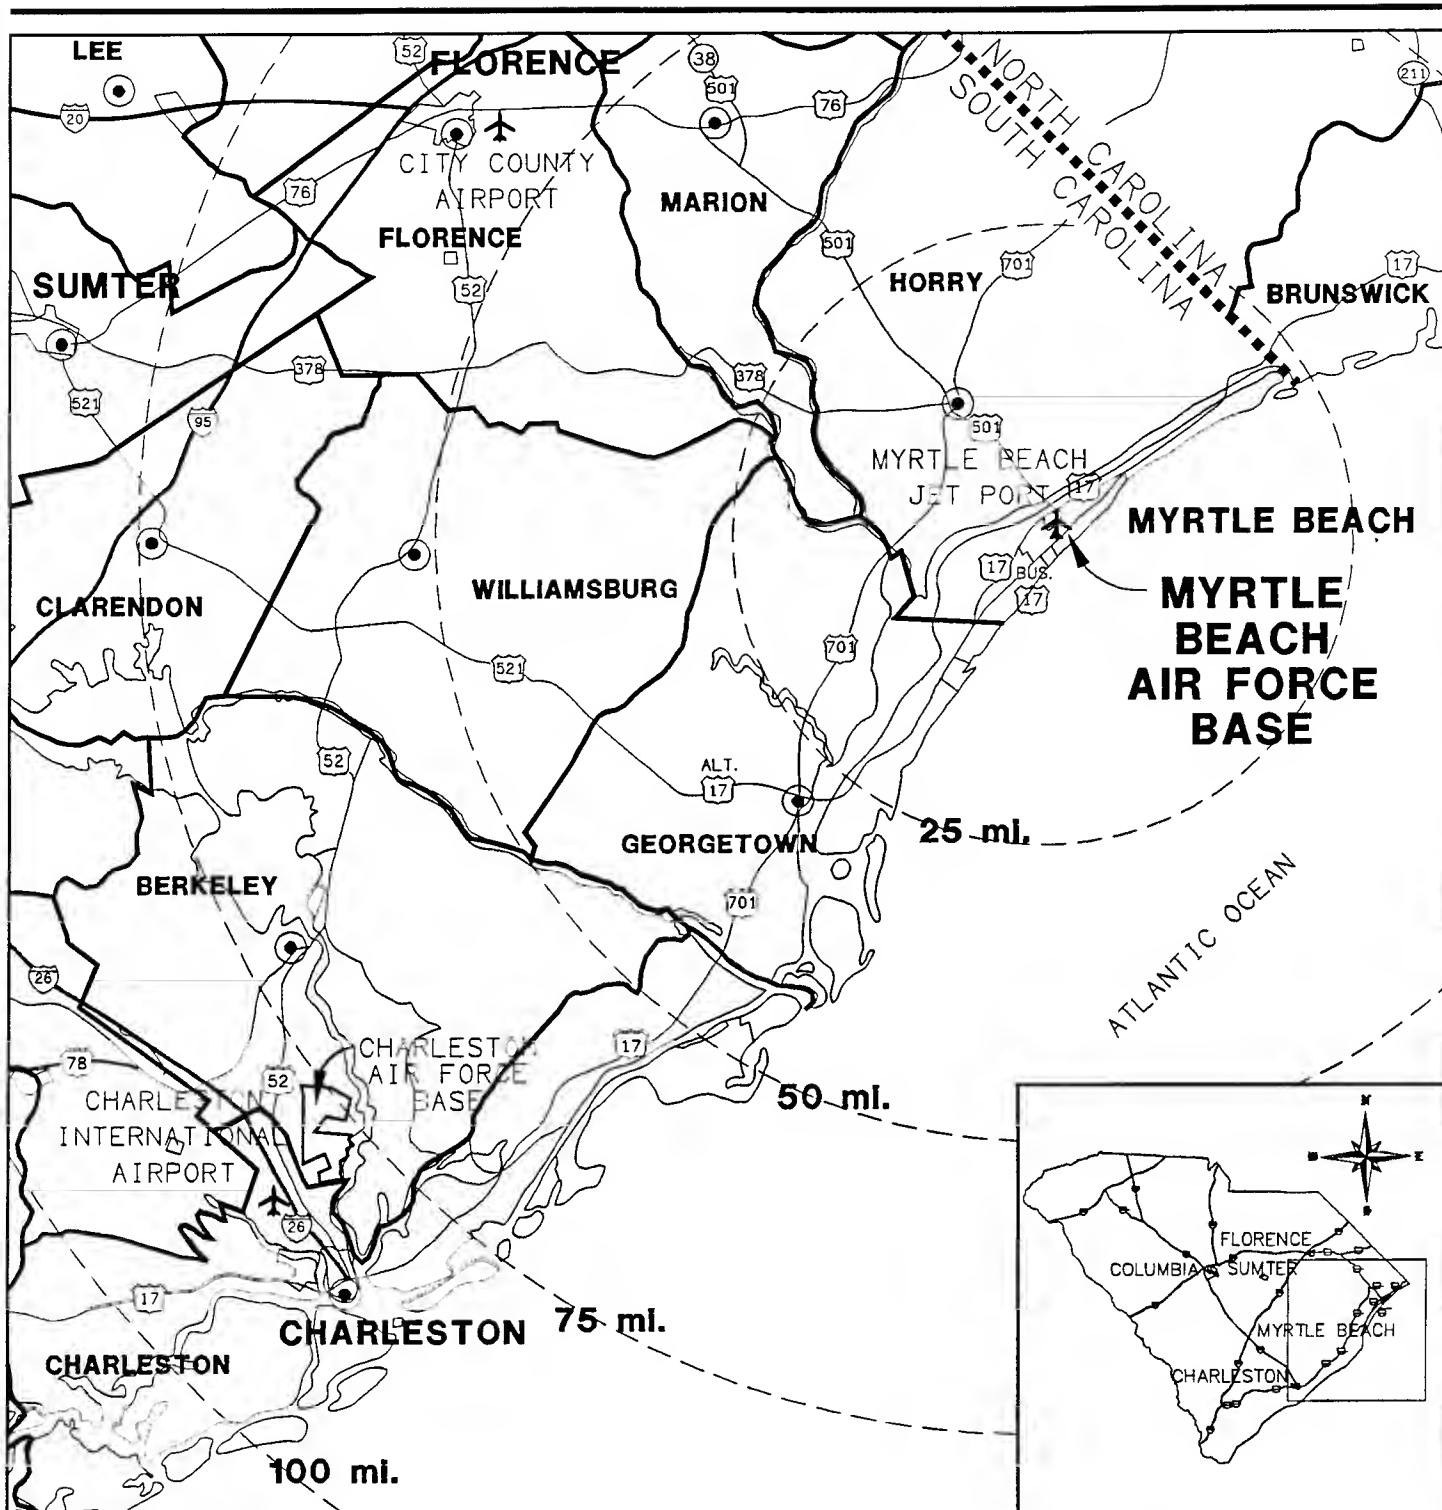 LEE
52
FLORENCE
38
501
76
211
20
NORTH CAROLINA
SOUTH CAROLINA
CITY COUNTY
AIRPORT
76
MARION
FLORENCE
501
701
17
SUMTER
52
HORRY
BRUNSWICK
378
378
521
95
501
MYRTLE BEACH
JET PORT
17
MYRTLE BEACH
17
BUS.
17
CLARENDON
WILLIAMSBURG
MYRTLE
BEACH
AIR FORCE
BASE
701
521
52
ALT.
17
25 mi.
GEORGETOWN
BERKELEY
701
ATLANTIC OCEAN
26
CHARLESTON
AIR FORCE
BASE
17
78
52
50 mi.
CHARLESTON
INTERNATIONAL
AIRPORT
26
17
75 mi.
CHARLESTON
CHARLESTON
100 mi.
N
E
S
FLORENCE
COLUMBIA
SUMTER
MYRTLE BEACH
CHARLESTON